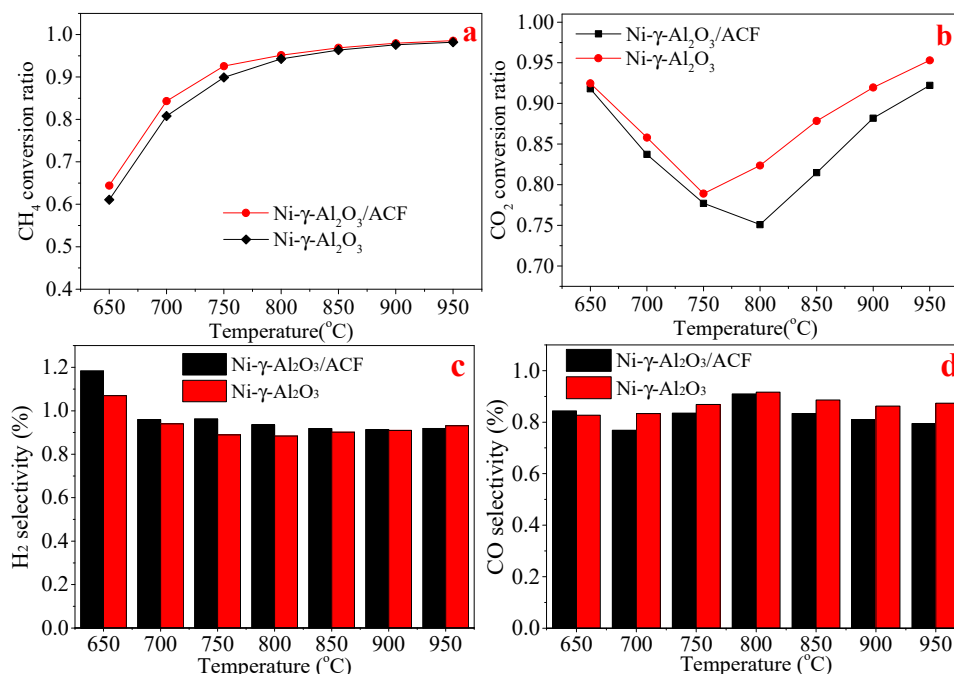 a
CH₄ conversion ratio
1.0
0.9
0.8
0.7
0.6
0.5
0.4
Ni-γ-Al₂O₃/ACF
Ni-γ-Al₂O₃
650 700 750 800 850 900 950
Temperature(°C)
b
CO₂ conversion ratio
1.00
0.95
0.90
0.85
0.80
0.75
0.70
Ni-γ-Al₂O₃/ACF
Ni-γ-Al₂O₃
650 700 750 800 850 900 950
Temperature(°C)
c
H₂ selectivity (%)
1.2
1.0
0.8
0.6
0.4
0.2
0.0
Ni-γ-Al₂O₃/ACF
Ni-γ-Al₂O₃
650 700 750 800 850 900 950
Temperature (°C)
d
CO selectivity (%)
1.0
0.8
0.6
0.4
0.2
0.0
Ni-γ-Al₂O₃/ACF
Ni-γ-Al₂O₃
650 700 750 800 850 900 950
Temperature (°C)